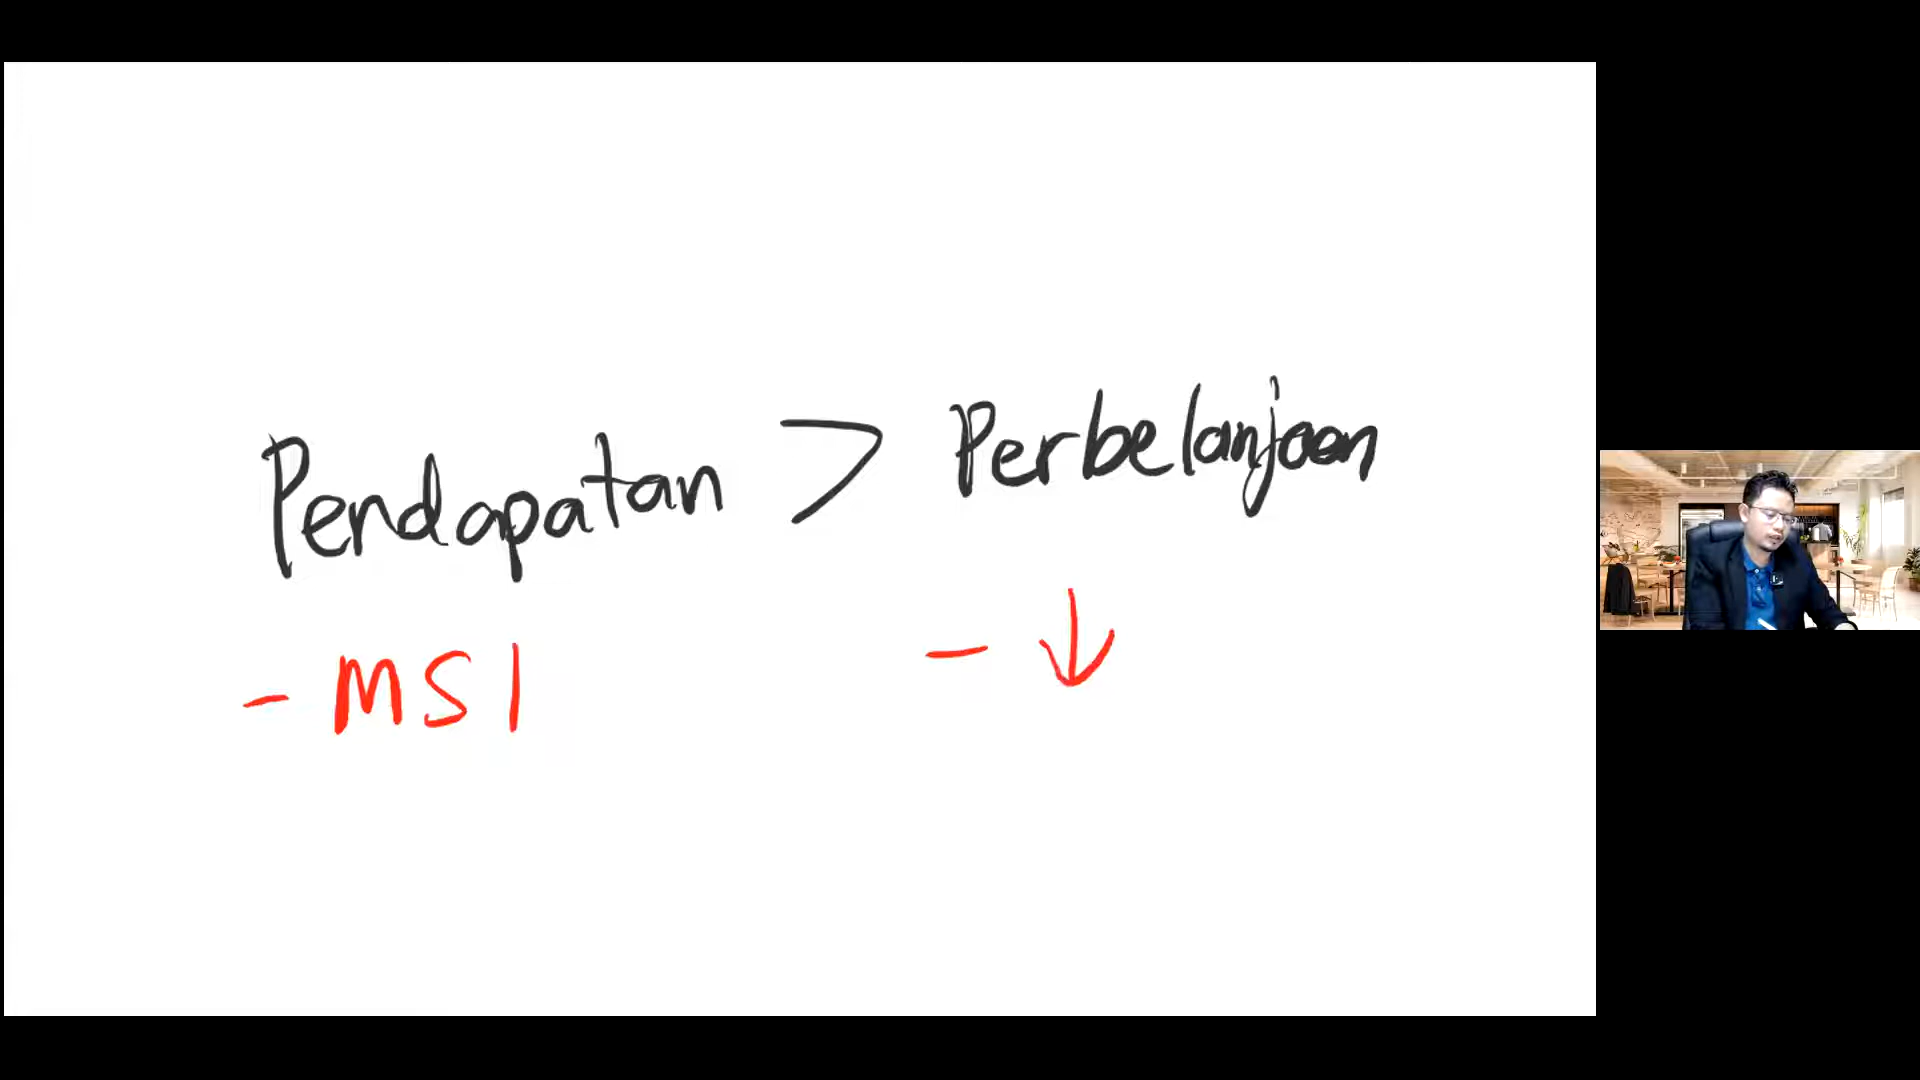 Pendapatan > Perbelanjaan
- MSI
- ↓